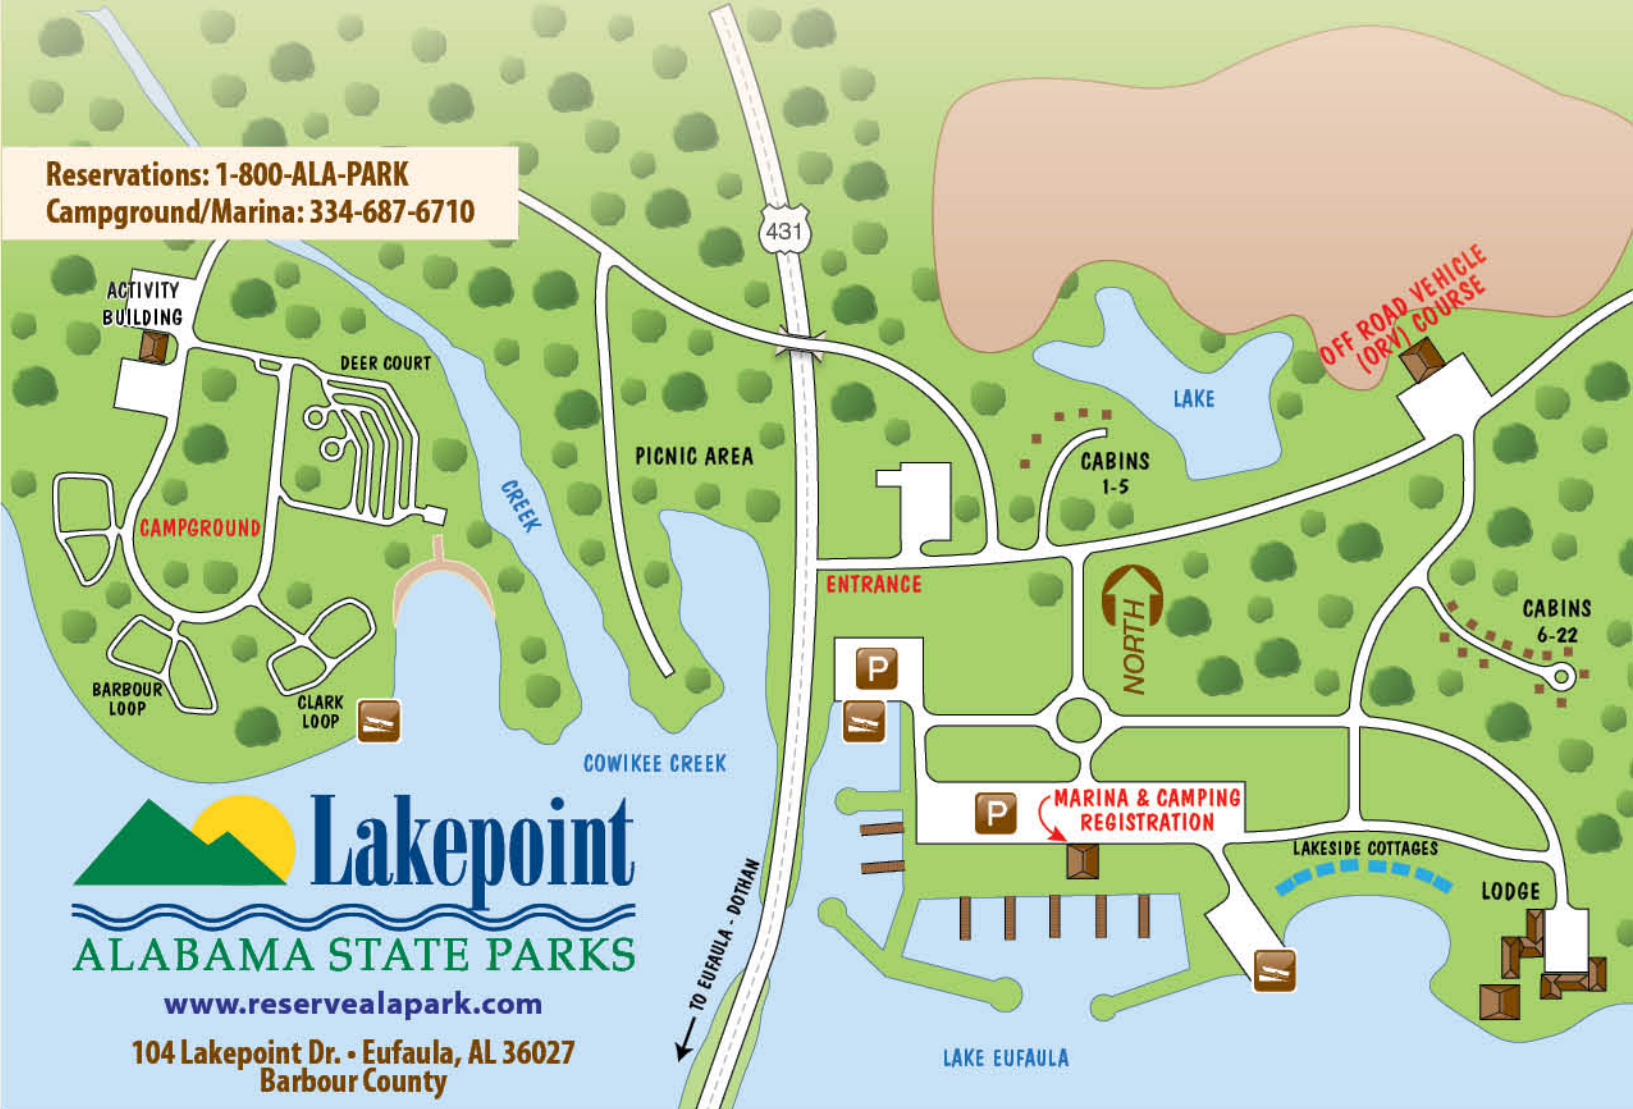 Reservations: 1-800-ALA-PARK
Campground/Marina: 334-687-6710
431
ACTIVITY
BUILDING
DEER COURT
OFF ROAD VEHICLE
(ORV) COURSE
LAKE
PICNIC AREA
CABINS
1-5
CREEK
CAMPGROUND
ENTRANCE
NORTH
CABINS
6-22
BARBOUR
LOOP
CLARK
LOOP
P
COWIKEE CREEK
P
MARINA & CAMPING
REGISTRATION
LAKESIDE COTTAGES
LODGE
TO EUFAULA - DOTHAN
LAKE EUFAULA
Lakepoint
ALABAMA STATE PARKS
www.reservealapark.com
104 Lakepoint Dr. • Eufaula, AL 36027
Barbour County